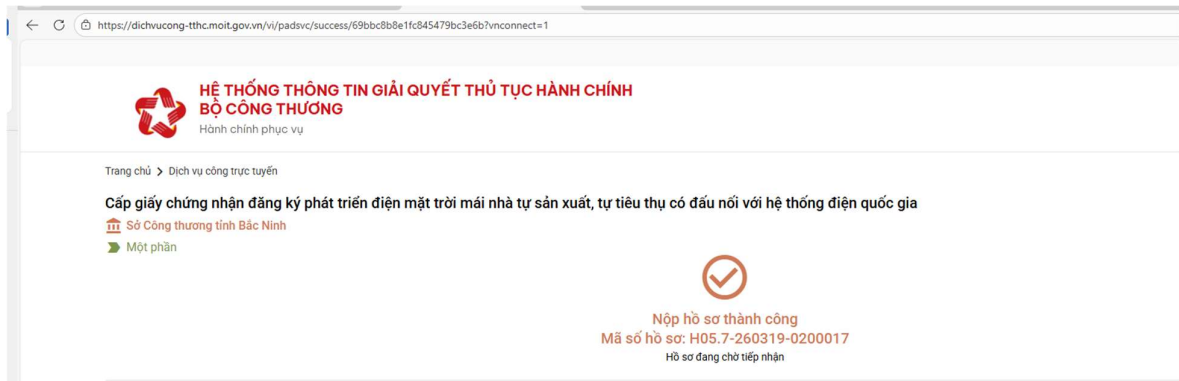 https://dichvucong-tthc.moit.gov.vn/vi/padsvc/success/69bbc8b8e1fc845479bc3e6b?vnconnect=1
HỆ THỐNG THÔNG TIN GIẢI QUYẾT THỦ TỤC HÀNH CHÍNH
BỘ CÔNG THƯƠNG
Hành chính phục vụ
Trang chủ > Dịch vụ công trực tuyến
Cấp giấy chứng nhận đăng ký phát triển điện mặt trời mái nhà tự sản xuất, tự tiêu thụ có đấu nối với hệ thống điện quốc gia
Sở Công thương tỉnh Bắc Ninh
Một phần
Nộp hồ sơ thành công
Mã số hồ sơ: H05.7-260319-0200017
Hồ sơ đang chờ tiếp nhận